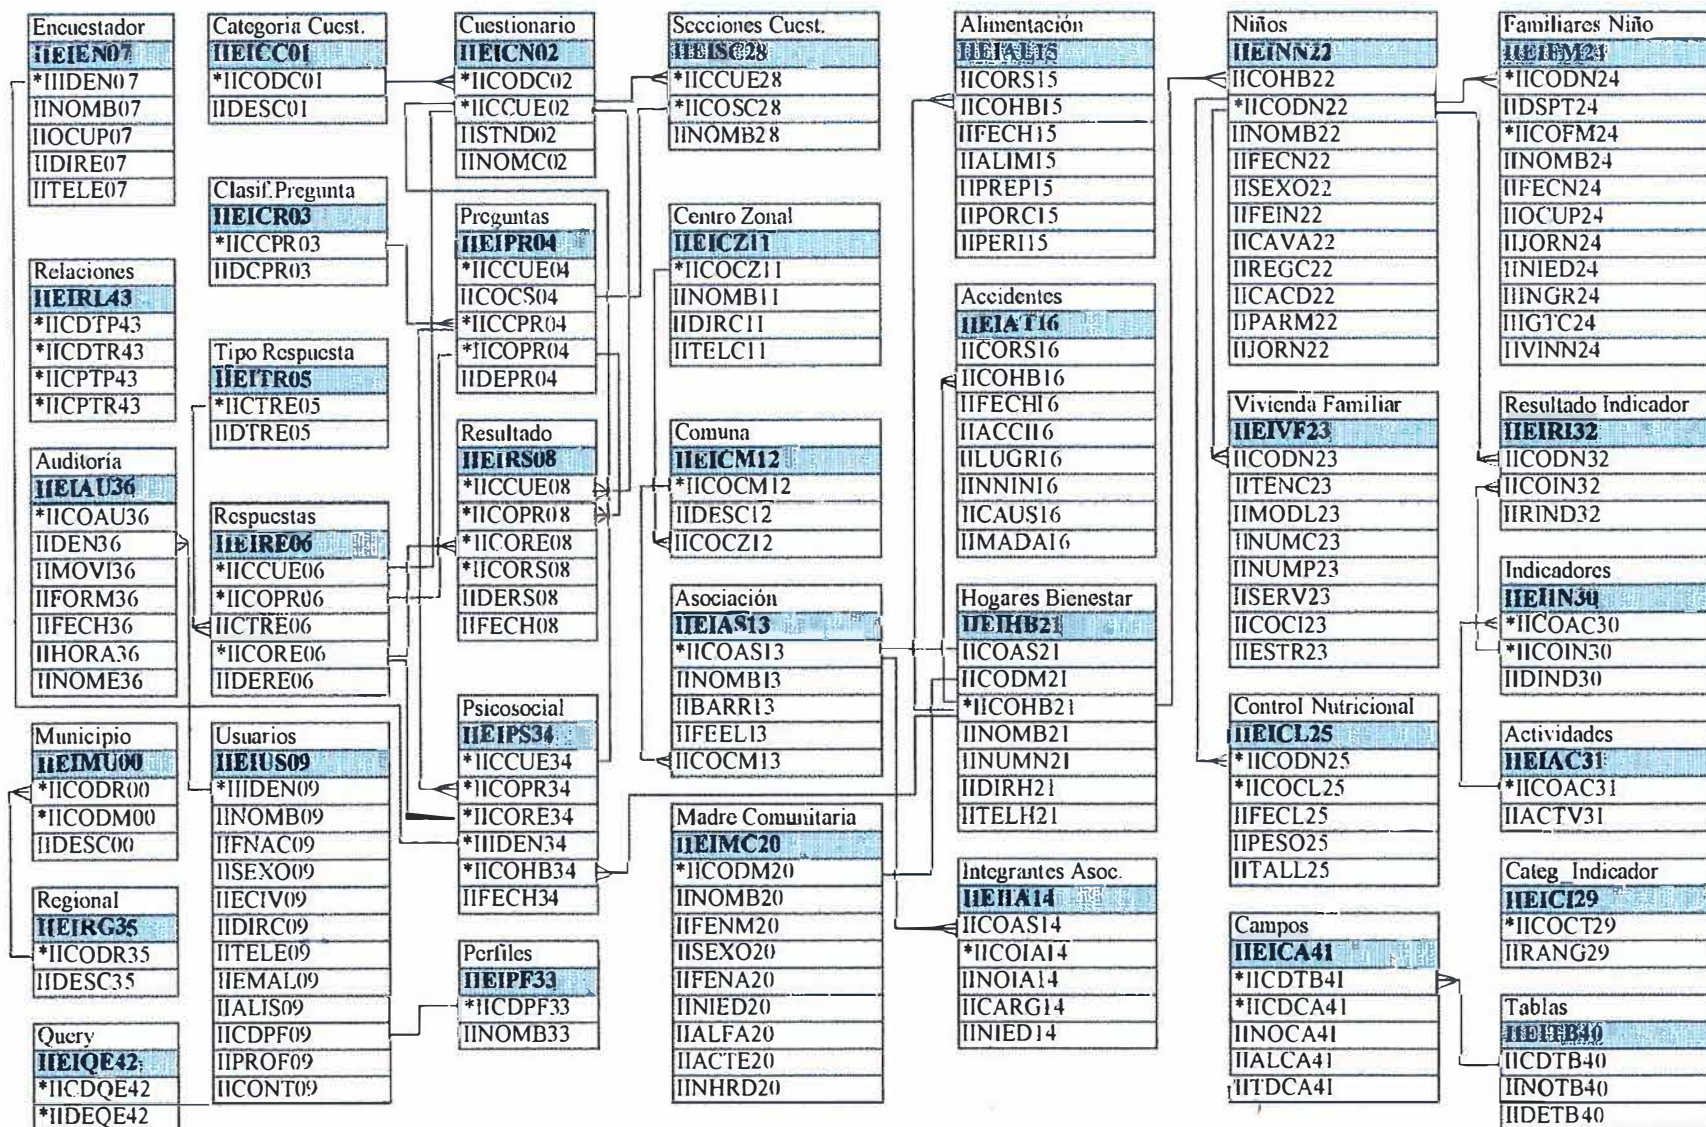 Encuestador
IIEIEN07
*IIIDEN07
IINOMB07
IIOCUP07
IIDIRE07
IITELE07
Relaciones
IIEIRL43
*IICDTP43
*IICDTR43
*IICPTP43
*IICPTR43
Auditoría
IIEIAU36
*IICOAU36
IIDEN36
IIMOVI36
IIFORM36
IIFECH36
IIHORA36
IINOME36
Municipio
IIEIMU00
*IICODR00
*IICODM00
IIDESC00
Regional
IIEIRG35
*IICODR35
IIDESC35
Query
IIEIQE42
*IICDQE42
*IIDEQE42
Categoria Cuest.
IIEICC01
*IICODC01
IIDESC01
Clasif.Pregunta
IIEICR03
*IICCPR03
IIDCPR03
Tipo Respuesta
IIEITR05
*IICTRE05
IIDTRE05
Respuestas
IIEIRE06
*IICCUE06
*IICOPR06
IICTRE06
*IICORE06
IIDERE06
Usuarios
IIEIUS09
*IIIDEN09
IINOMB09
IIFNAC09
IISEXO09
IIECIV09
IIDIRC09
IITELE09
IIEMAL09
IIALIS09
IICDPF09
IIPROF09
IICONT09
Cuestionario
IIEICN02
*IICODC02
*IICCUE02
IISTND02
IINOMC02
Preguntas
IIEIPR04
*IICCUE04
IICOCS04
*IICCPR04
*IICOPR04
IIDEPR04
Resultado
IIEIRS08
*IICCUE08
*IICOPR08
*IICORE08
*IICORS08
IIDERS08
IIFECH08
Psicosocial
IIEIPS34
*IICCUE34
*IICOPR34
*IICORE34
*IIIDEN34
*IICOHB34
IIFECH34
Perfiles
IIEIPF33
*IICDPF33
IINOMB33
Secciones Cuest.
IIEISC28
*IICCUE28
*IICOSC28
IINOMB28
Centro Zonal
IIEICZ11
*IICOCZ11
IINOMB11
IIDIRC11
IITELC11
Comuna
IIEICM12
*IICOCM12
IIDESC12
IICOCZ12
Asociación
IIEIAS13
*IICOAS13
IINOMB13
IIBARR13
IIFEEL13
IICOCM13
Madre Comunitaria
IIEIMC20
*IICODM20
IINOMB20
IIFENM20
IISEXO20
IIFENA20
IINIED20
IIALFA20
IIACTE20
IINHRD20
Alimentación
IIEIAL15
IICORS15
IICOHB15
IIFECH15
IIALIM15
IIPREP15
IIPORC15
IIPERI15
Accidentes
IIEIAT16
IICORS16
IICOHB16
IIFECH16
IIACCI16
IILUGR16
IINNIN16
IICAUS16
IIMADA16
Hogares Bienestar
IIEIHB21
IICOAS21
IICODM21
*IICOHB21
IINOMB21
IINUMN21
IIDIRH21
IITELH21
Integrantes Asoc.
IIEIIA14
IICOAS14
*IICOIA14
IINOIA14
IICARG14
IINIED14
Niños
IIEINN22
IICOHB22
*IICODN22
IINOMB22
IIFECN22
IISEXO22
IIFEIN22
IICAVA22
IIREGC22
IICACD22
IIPARM22
IIJORN22
Vivienda Familiar
IIEIVF23
IICODN23
IITENC23
IIMODL23
IINUMC23
IINUMP23
IISERV23
IICOCI23
IIESTR23
Control Nutricional
IIEICL25
*IICODN25
*IICOCL25
IIFECL25
IIPESO25
IITALL25
Campos
IIEICA41
*IICDTB41
*IICDCA41
IINOCA41
IIALCA41
IITDCA41
Familiares Niño
IIEIFM24
*IICODN24
IIDSPT24
*IICOFM24
IINOMB24
IIFECN24
IIOCUP24
IIJORN24
IINIED24
IIINGR24
IIIGTC24
IIVINN24
Resultado Indicador
IIEIRI32
IICODN32
IICOIN32
IIRIND32
Indicadores
IIEIIN30
*IICOAC30
*IICOIN30
IIDIND30
Actividades
IIEIAC31
*IICOAC31
IIACTV31
Categ_Indicador
IIEICI29
*IICOCT29
IIRANG29
Tablas
IIEITB40
IICDTB40
IINOTB40
IIDETB40